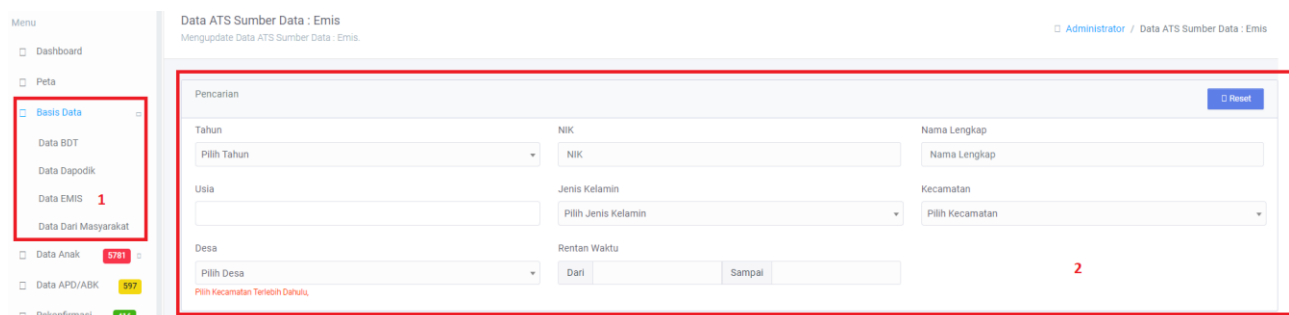 Menu
Dashboard
Peta
Basis Data
Data BDT
Data Dapodik
Data EMIS 1
Data Dari Masyarakat
Data Anak 5781
Data APD/ABK 597
Data ATS Sumber Data : Emis
Mengupdate Data ATS Sumber Data : Emis.
Administrator / Data ATS Sumber Data : Emis
Pencarian
Reset
Tahun NIK Nama Lengkap
Pilih Tahun NIK Nama Lengkap
Usia Jenis Kelamin Kecamatan
Pilih Jenis Kelamin Pilih Kecamatan
Desa Rentan Waktu
Pilih Desa Dari Sampai 2
Pilih Kecamatan Terlebih Dahulu,